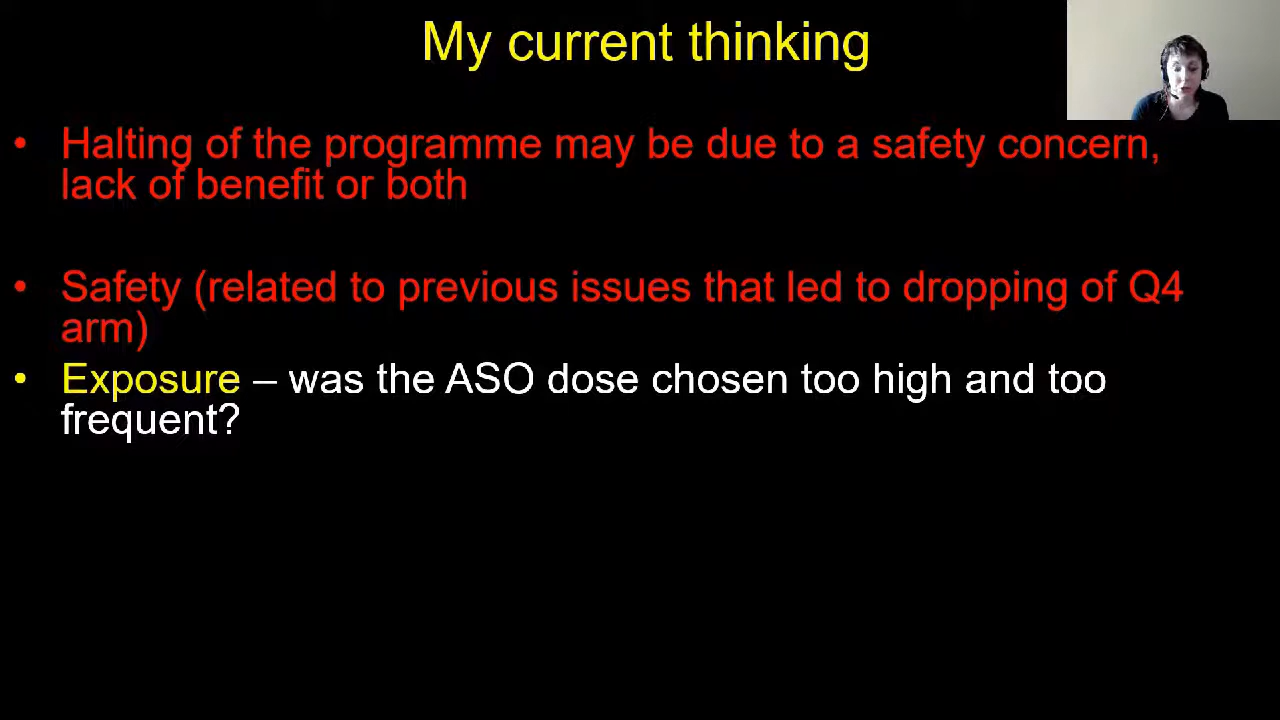 My current thinking
• Halting of the programme may be due to a safety concern,
lack of benefit or both
• Safety (related to previous issues that led to dropping of Q4
arm)
• Exposure – was the ASO dose chosen too high and too
frequent?